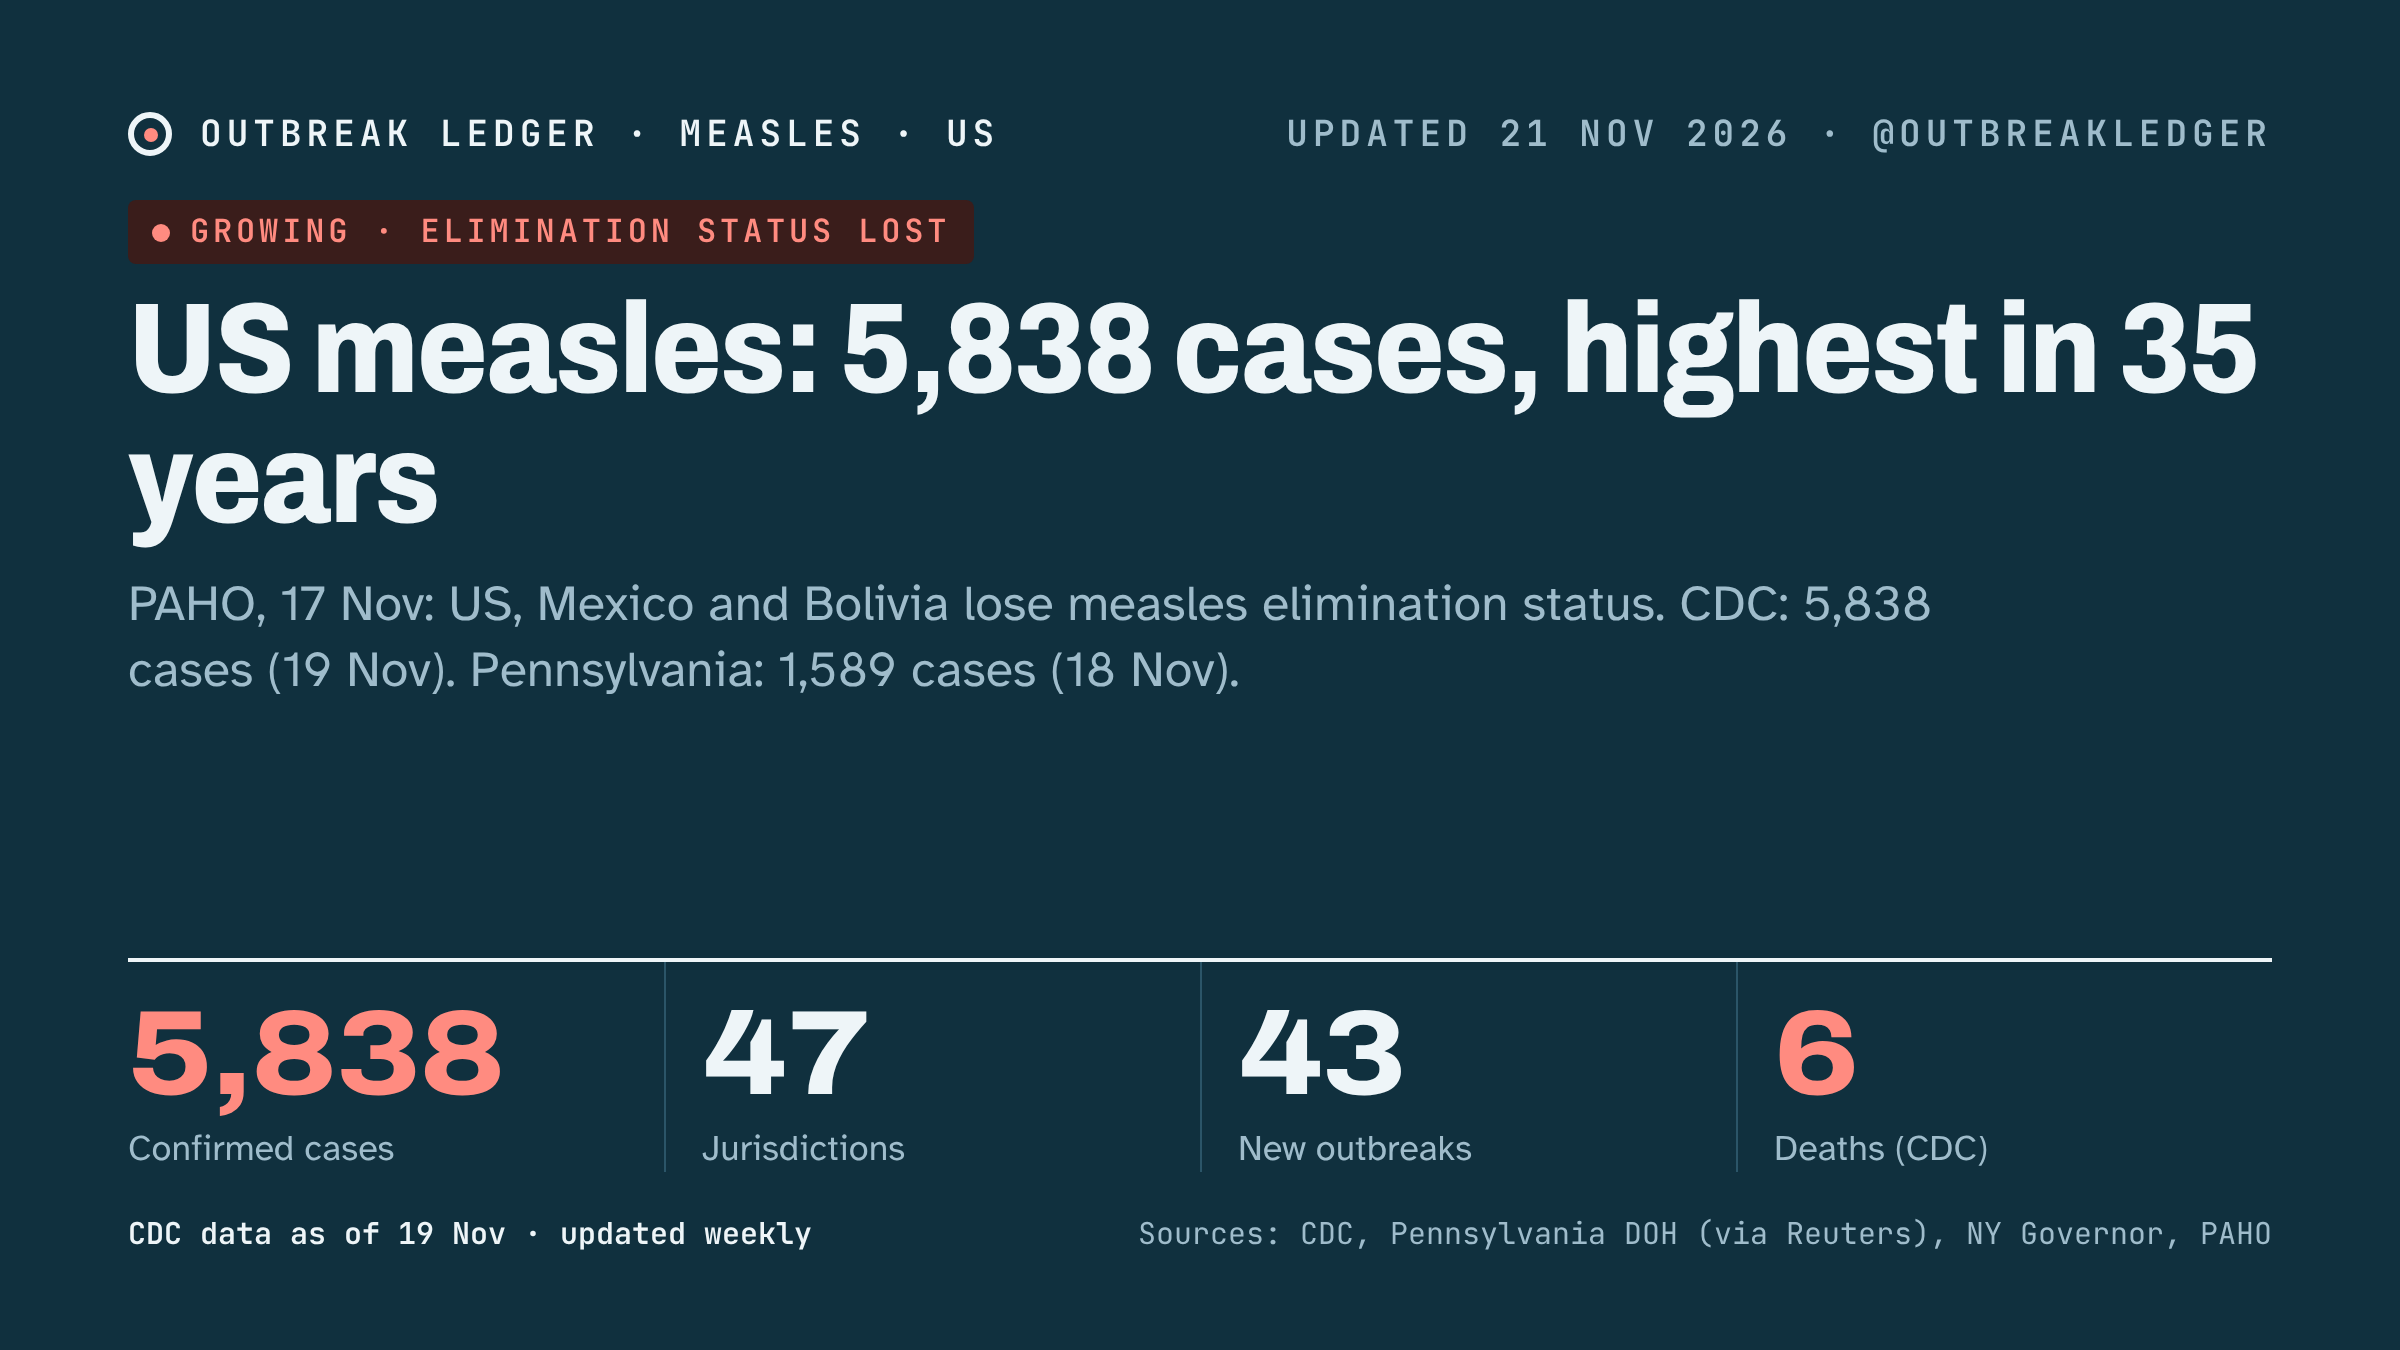 OUTBREAK LEDGER · MEASLES · US
UPDATED 21 NOV 2026 · @OUTBREAKLEDGER
GROWING · ELIMINATION STATUS LOST
US measles: 5,838 cases, highest in 35
years
PAHO, 17 Nov: US, Mexico and Bolivia lose measles elimination status. CDC: 5,838
cases (19 Nov). Pennsylvania: 1,589 cases (18 Nov).
5,838
Confirmed cases
47
Jurisdictions
43
New outbreaks
6
Deaths (CDC)
CDC data as of 19 Nov · updated weekly
Sources: CDC, Pennsylvania DOH (via Reuters), NY Governor, PAHO